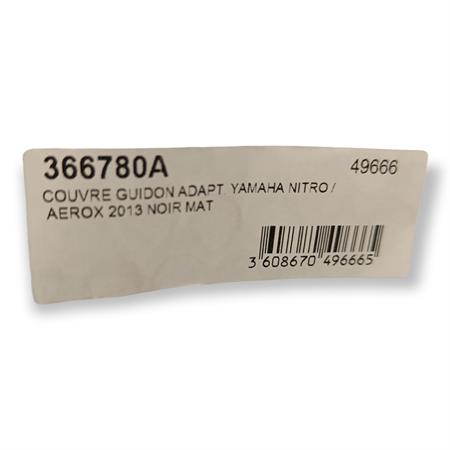 366780A 49666
COUVRE GUIDON ADAPT. YAMAHA NITRO /
AEROX 2013 NOIR MAT
3 608670 496665